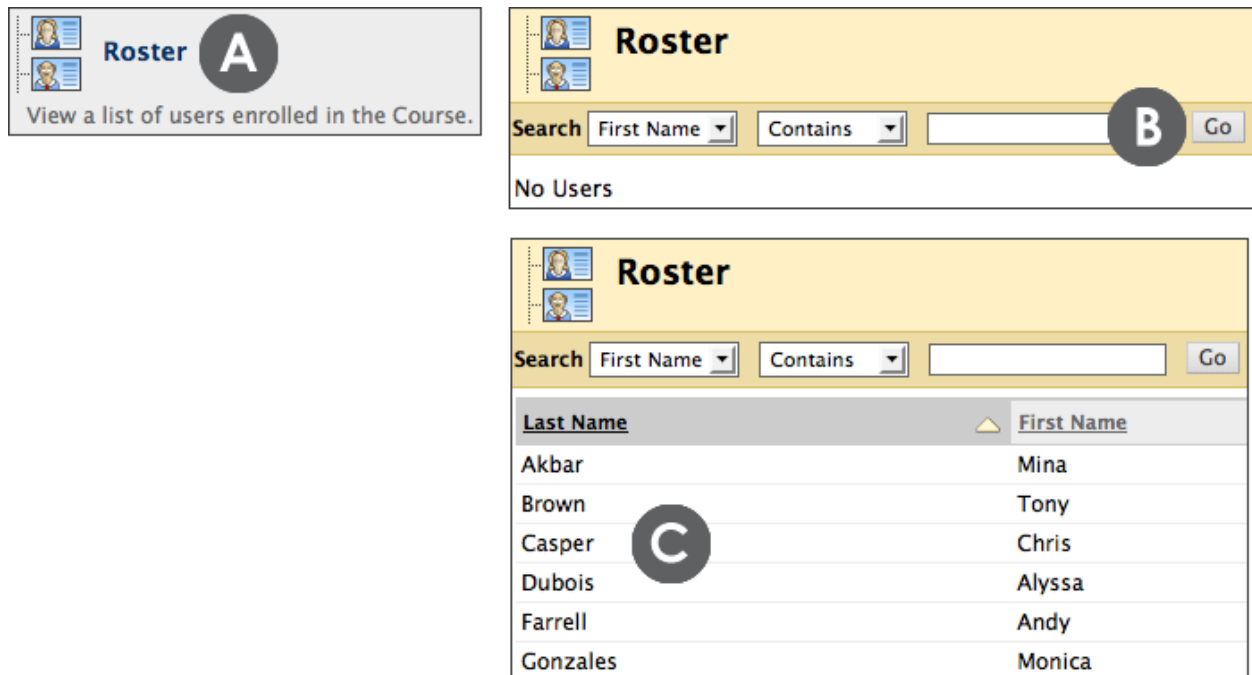 Roster A
View a list of users enrolled in the Course.
Roster
Search First Name Contains B Go
No Users
Roster
Search First Name Contains Go
Last Name First Name
Akbar Mina
Brown Tony
Casper C Chris
Dubois Alyssa
Farrell Andy
Gonzales Monica